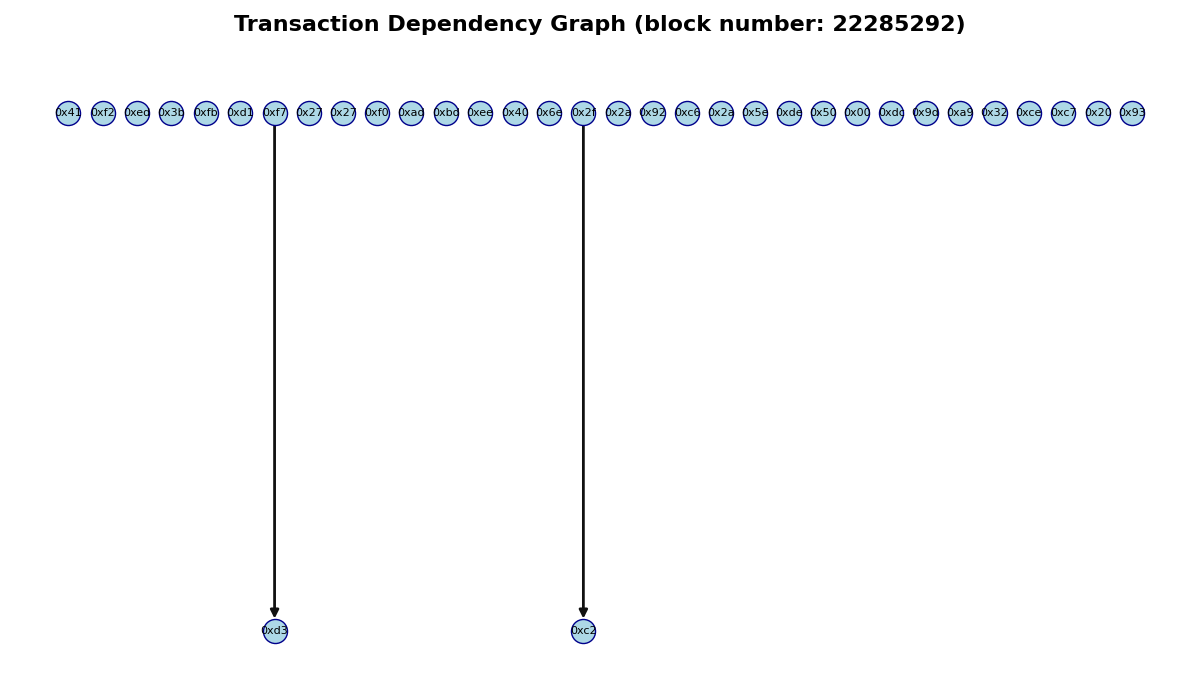 Transaction Dependency Graph (block number: 22285292)
0x41 0xf2 0xed 0x3b 0xfb 0xd1 0xf7 0x27 0x27 0xf0 0xad 0xbd 0xee 0x40 0x6e 0x2f 0x2a 0x92 0xc6 0x2a 0x5e 0xde 0x50 0x00 0xdc 0x9d 0xa9 0x32 0xce 0xc7 0x20 0x93
0xd3 0xc2